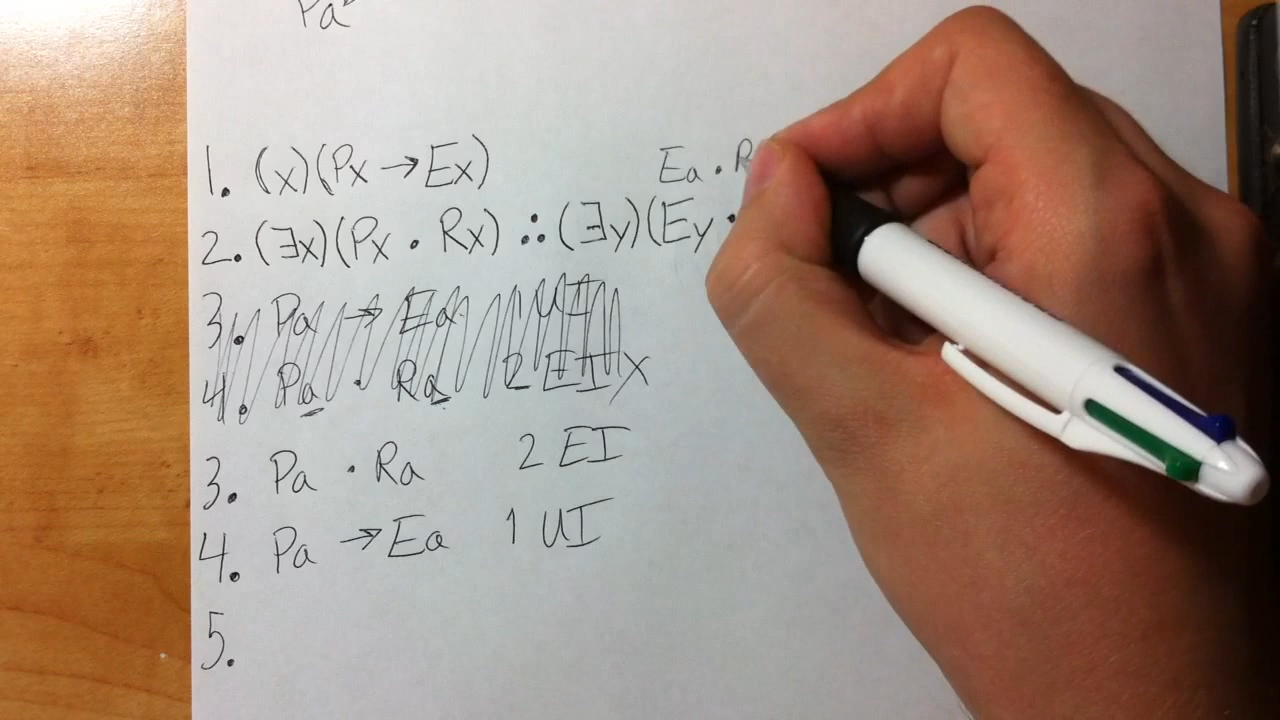 Pa
Ea · R
1. (x)(Px → Ex)
2. (∃x)(Px · Rx) ∴ (∃y)(Ey ·
3. Pa → Ea 1 UI
4. Pa · Ra 2 EI X
3. Pa · Ra 2 EI
4. Pa → Ea 1 UI
5.